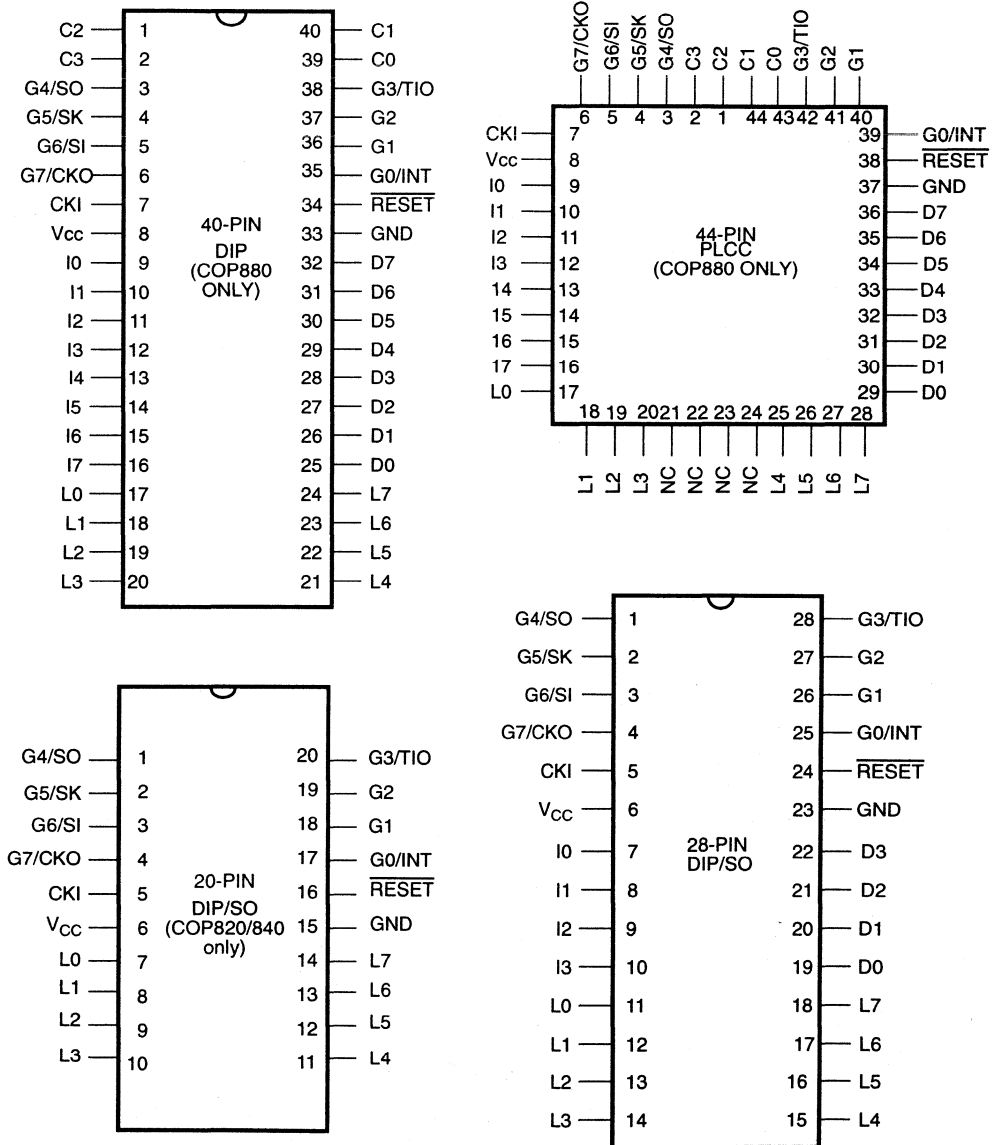 C2 1 40 C1
C3 2 39 C0
G4/SO 3 38 G3/TIO
G5/SK 4 37 G2
G6/SI 5 36 G1
G7/CKO 6 35 G0/INT
CKI 7 34 RESET
Vcc 8 33 GND
I0 9 32 D7
I1 10 31 D6
I2 11 30 D5
I3 12 29 D4
I4 13 28 D3
I5 14 27 D2
I6 15 26 D1
I7 16 25 D0
L0 17 24 L7
L1 18 23 L6
L2 19 22 L5
L3 20 21 L4
40-PIN
DIP
(COP880
ONLY)
G7/CKO G6/SI G5/SK G4/SO C3 C2 C1 C0 G3/TIO G2 G1
6 5 4 3 2 1 44 43 42 41 40
CKI 7 39 G0/INT
Vcc 8 38 RESET
I0 9 37 GND
I1 10 36 D7
I2 11 35 D6
I3 12 34 D5
14 13 33 D4
15 14 32 D3
16 15 31 D2
17 16 30 D1
L0 17 29 D0
44-PIN
PLCC
(COP880 ONLY)
18 19 20 21 22 23 24 25 26 27 28
L1 L2 L3 NC NC NC NC L4 L5 L6 L7
G4/SO 1 20 G3/TIO
G5/SK 2 19 G2
G6/SI 3 18 G1
G7/CKO 4 17 G0/INT
CKI 5 16 RESET
VCC 6 15 GND
L0 7 14 L7
L1 8 13 L6
L2 9 12 L5
L3 10 11 L4
20-PIN
DIP/SO
(COP820/840
only)
G4/SO 1 28 G3/TIO
G5/SK 2 27 G2
G6/SI 3 26 G1
G7/CKO 4 25 G0/INT
CKI 5 24 RESET
VCC 6 23 GND
I0 7 22 D3
I1 8 21 D2
I2 9 20 D1
I3 10 19 D0
L0 11 18 L7
L1 12 17 L6
L2 13 16 L5
L3 14 15 L4
28-PIN
DIP/SO